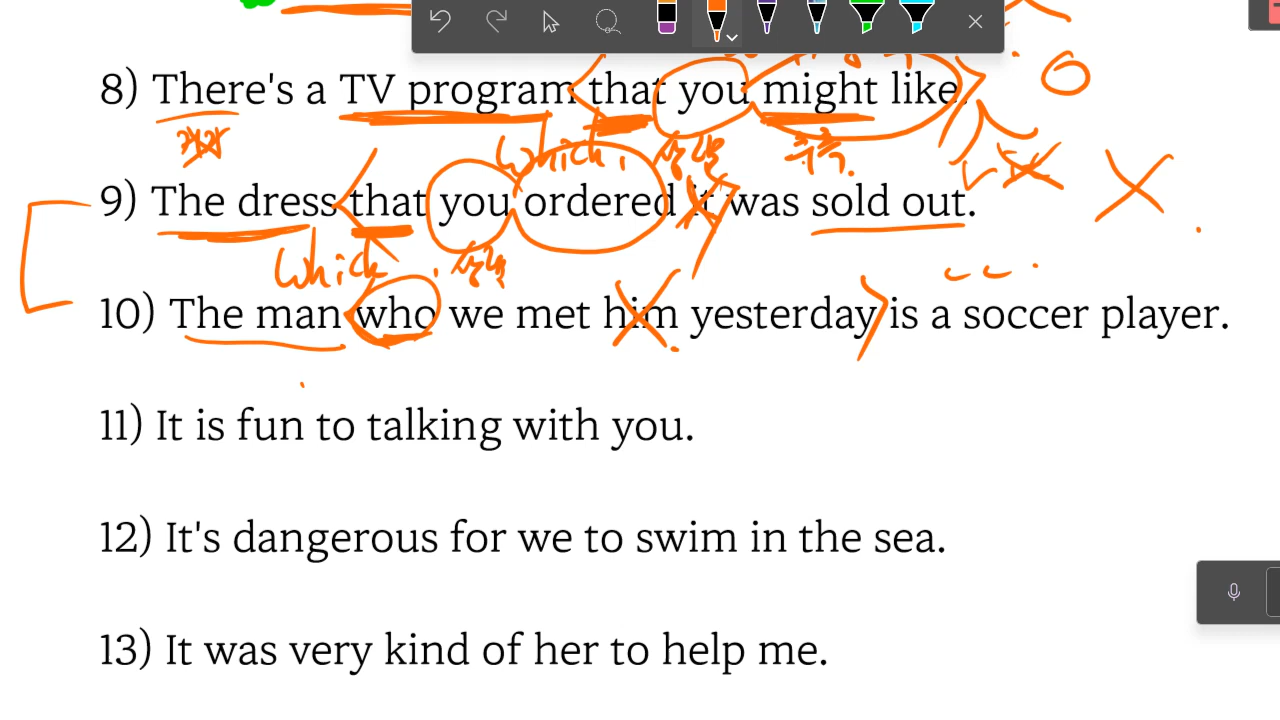 8) There's a TV program that you might like.
which.
9) The dress that you ordered it was sold out.
which
10) The man who we met him yesterday is a soccer player.
11) It is fun to talking with you.
12) It's dangerous for we to swim in the sea.
13) It was very kind of her to help me.